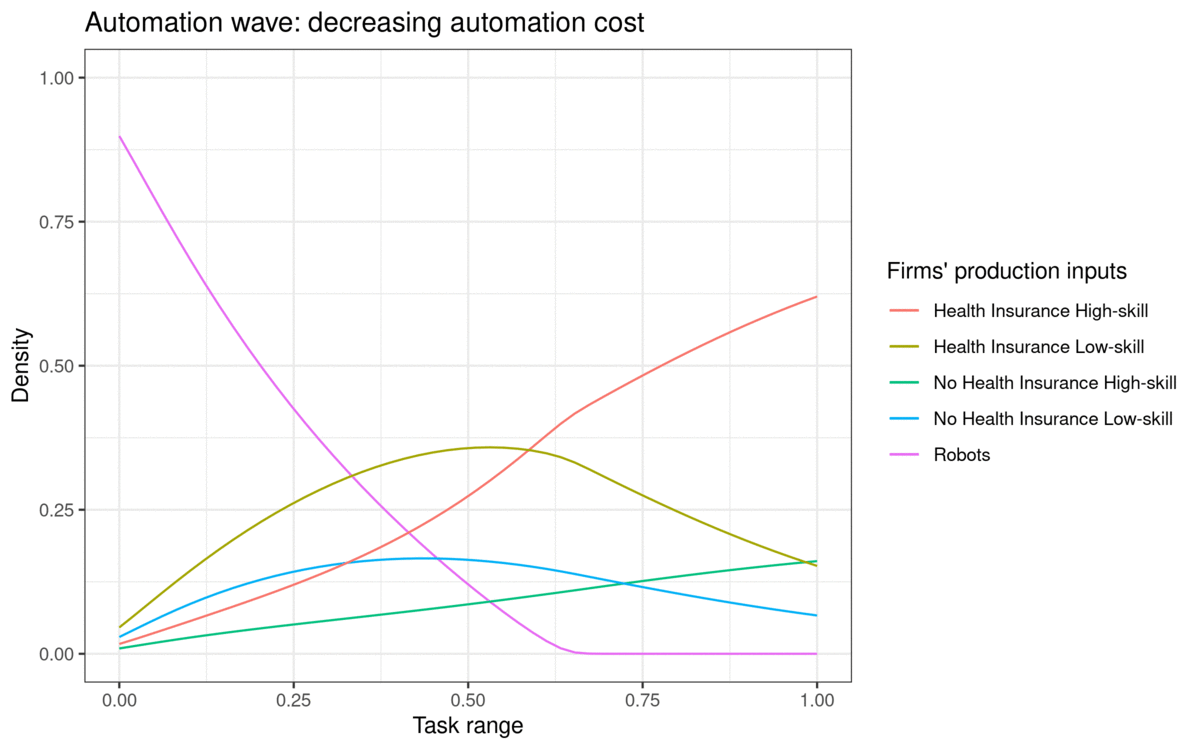 Automation wave: decreasing automation cost
1.00
0.75
0.50
0.25
0.00
Density
0.00 0.25 0.50 0.75 1.00
Task range
Firms' production inputs
Health Insurance High-skill
Health Insurance Low-skill
No Health Insurance High-skill
No Health Insurance Low-skill
Robots